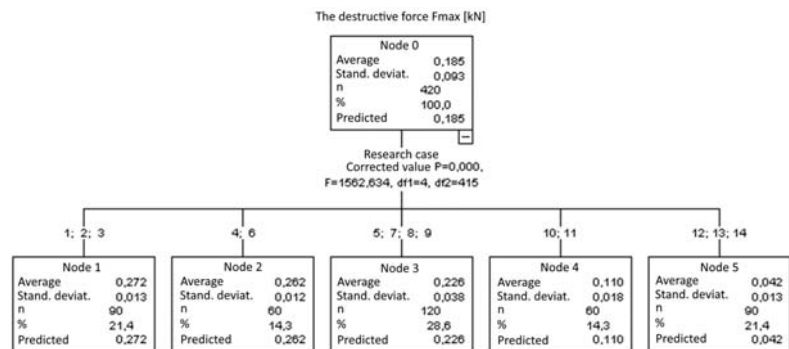 The destructive force Fmax [kN]
Node 0
Average 0,185
Stand. deviat. 0,093
n 420
% 100,0
Predicted 0,185
Research case
Corrected value P=0,000,
F=1562,634, df1=4, df2=415
1; 2; 3
4; 6
5; 7; 8; 9
10; 11
12; 13; 14
Node 1
Average 0,272
Stand. deviat. 0,013
n 90
% 21,4
Predicted 0,272
Node 2
Average 0,262
Stand. deviat. 0,012
n 60
% 14,3
Predicted 0,262
Node 3
Average 0,226
Stand. deviat. 0,038
n 120
% 28,6
Predicted 0,226
Node 4
Average 0,110
Stand. deviat. 0,018
n 60
% 14,3
Predicted 0,110
Node 5
Average 0,042
Stand. deviat. 0,013
n 90
% 21,4
Predicted 0,042